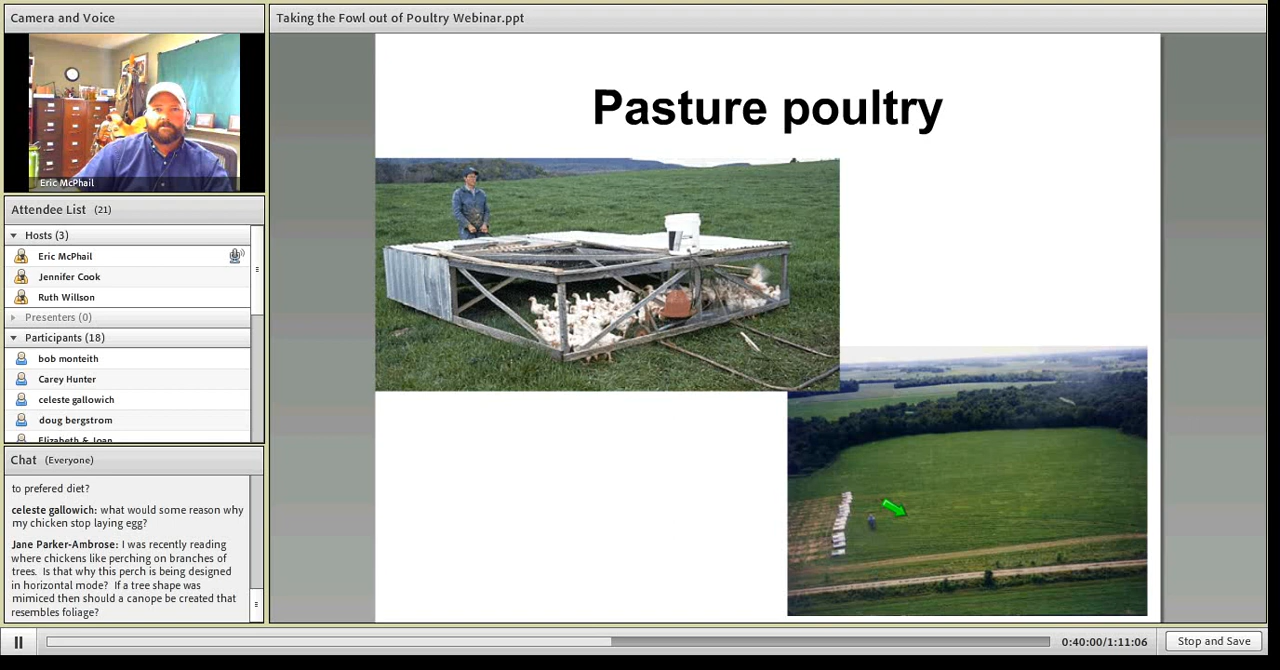 Camera and Voice
Eric McPhail
Attendee List (21)
Hosts (3)
Eric McPhail
Jennifer Cook
Ruth Willson
Presenters (0)
Participants (18)
bob monteith
Carey Hunter
celeste gallowich
doug bergstrom
Elizabeth & Joan
Chat (Everyone)
to prefered diet?
celeste gallowich: what would some reason why
my chicken stop laying egg?
Jane Parker-Ambrose: I was recently reading
where chickens like perching on branches of
trees. Is that why this perch is being designed
in horizontal mode? If a tree shape was
mimiced then should a canope be created that
resembles foliage?
Taking the Fowl out of Poultry Webinar.ppt
Pasture poultry
0:40:00/1:11:06
Stop and Save